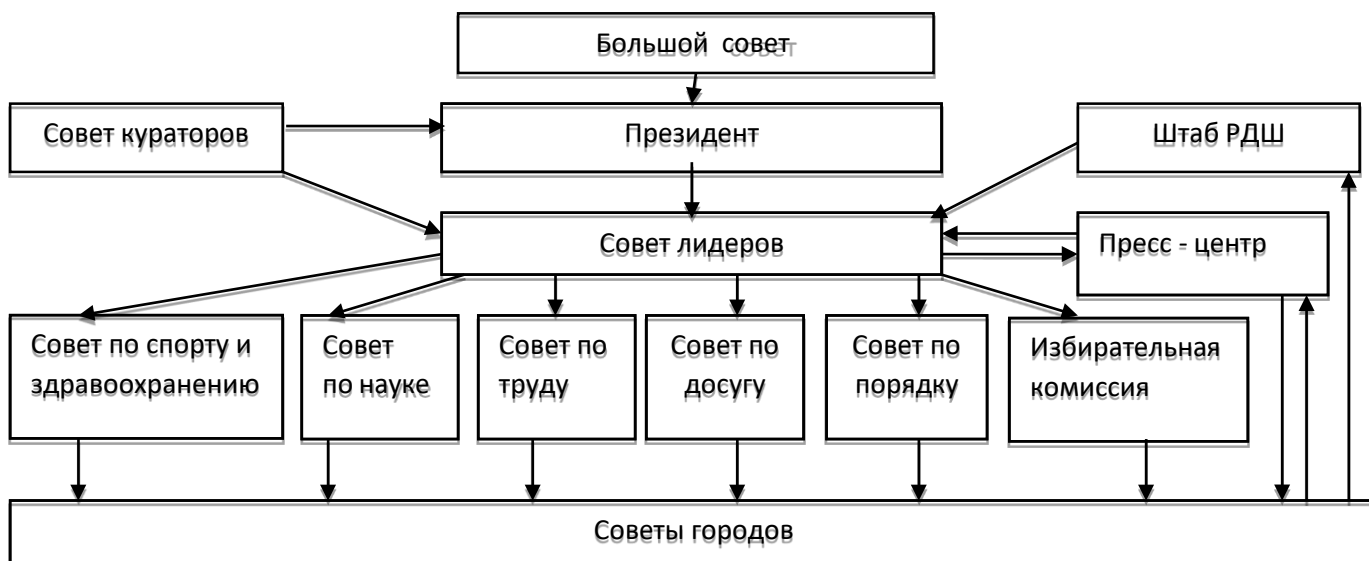 Большой совет
Совет кураторов
Президент
Штаб РДШ
Совет лидеров
Пресс - центр
Совет по спорту и
здравоохранению
Совет
по науке
Совет по
труду
Совет по
досугу
Совет по
порядку
Избирательная
комиссия
Советы городов